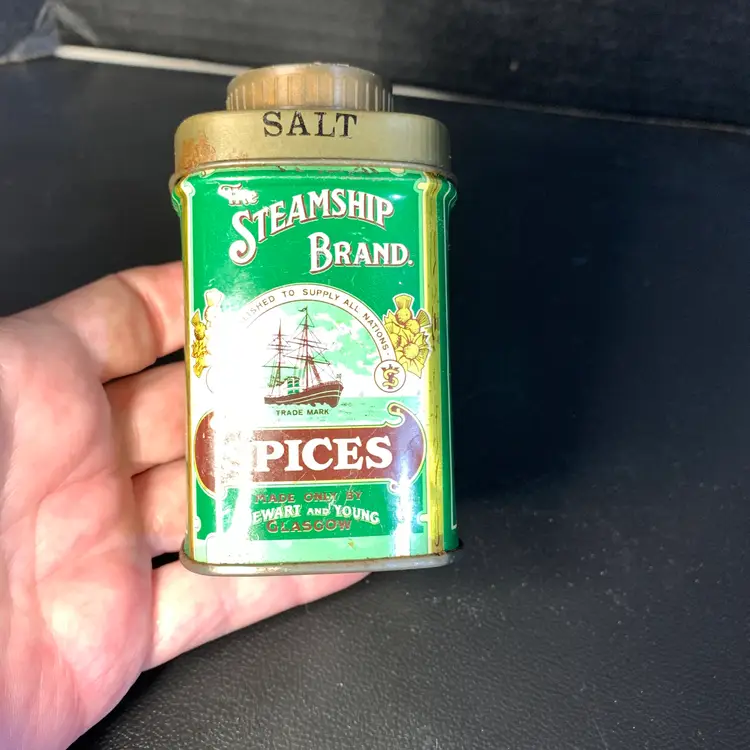 SALT
The
STEAMSHIP
BRAND.
TO SUPPLY ALL NATIONS.
TRADE MARK
SPICES
MADE ONLY BY
AND YOUNG
GLASGOW